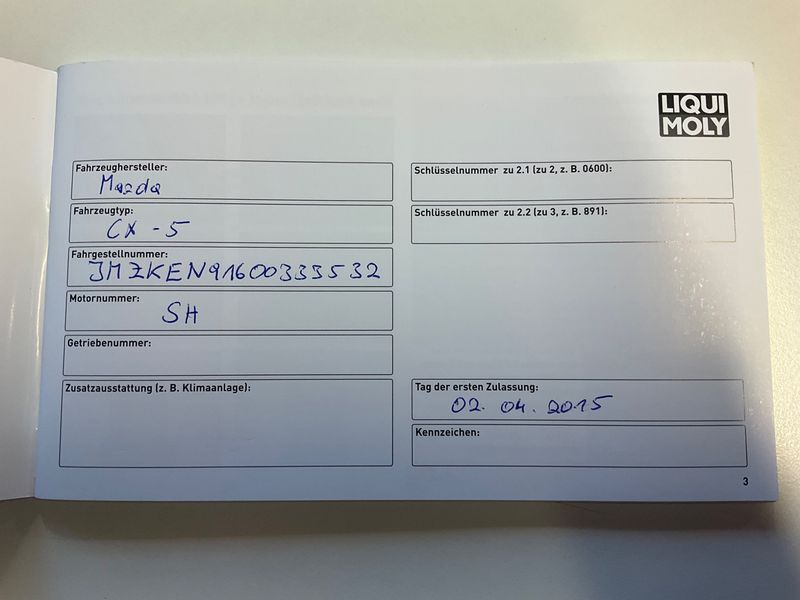 LIQUI
MOLY
Fahrzeughersteller:
Mazda
Fahrzeugtyp:
CX-5
Fahrgestellnummer:
JMZKEN91600333532
Motornummer:
SH
Getriebenummer:
Zusatzausstattung (z. B. Klimaanlage):
Schlüsselnummer zu 2.1 (zu 2, z. B. 0600):
Schlüsselnummer zu 2.2 (zu 3, z. B. 891):
Tag der ersten Zulassung:
02. 04. 2015
Kennzeichen:
3